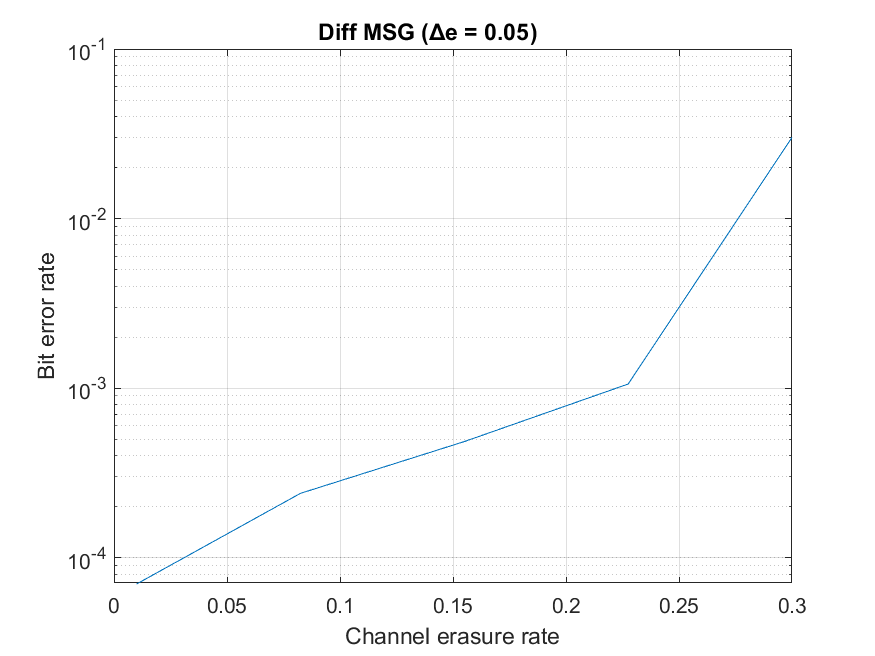 Diff MSG (Δe = 0.05)
10^-1
10^-2
10^-3
10^-4
Bit error rate
0 0.05 0.1 0.15 0.2 0.25 0.3
Channel erasure rate